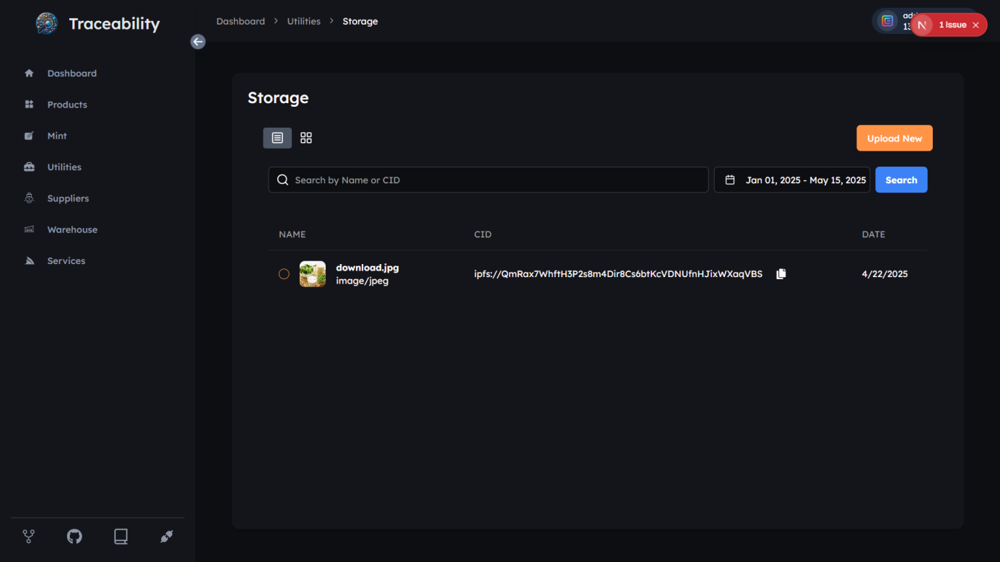 Traceability
Dashboard
Utilities
Storage
N
1 Issue
Dashboard
Products
Mint
Utilities
Suppliers
Warehouse
Services
Storage
Upload New
Search by Name or CID
Jan 01, 2025 - May 15, 2025
Search
NAME
CID
DATE
download.jpg
image/jpeg
ipfs://QmRax7WhftH3P2s8m4Dir8Cs6btKcVDNUfnHJixWXaqVBS
4/22/2025